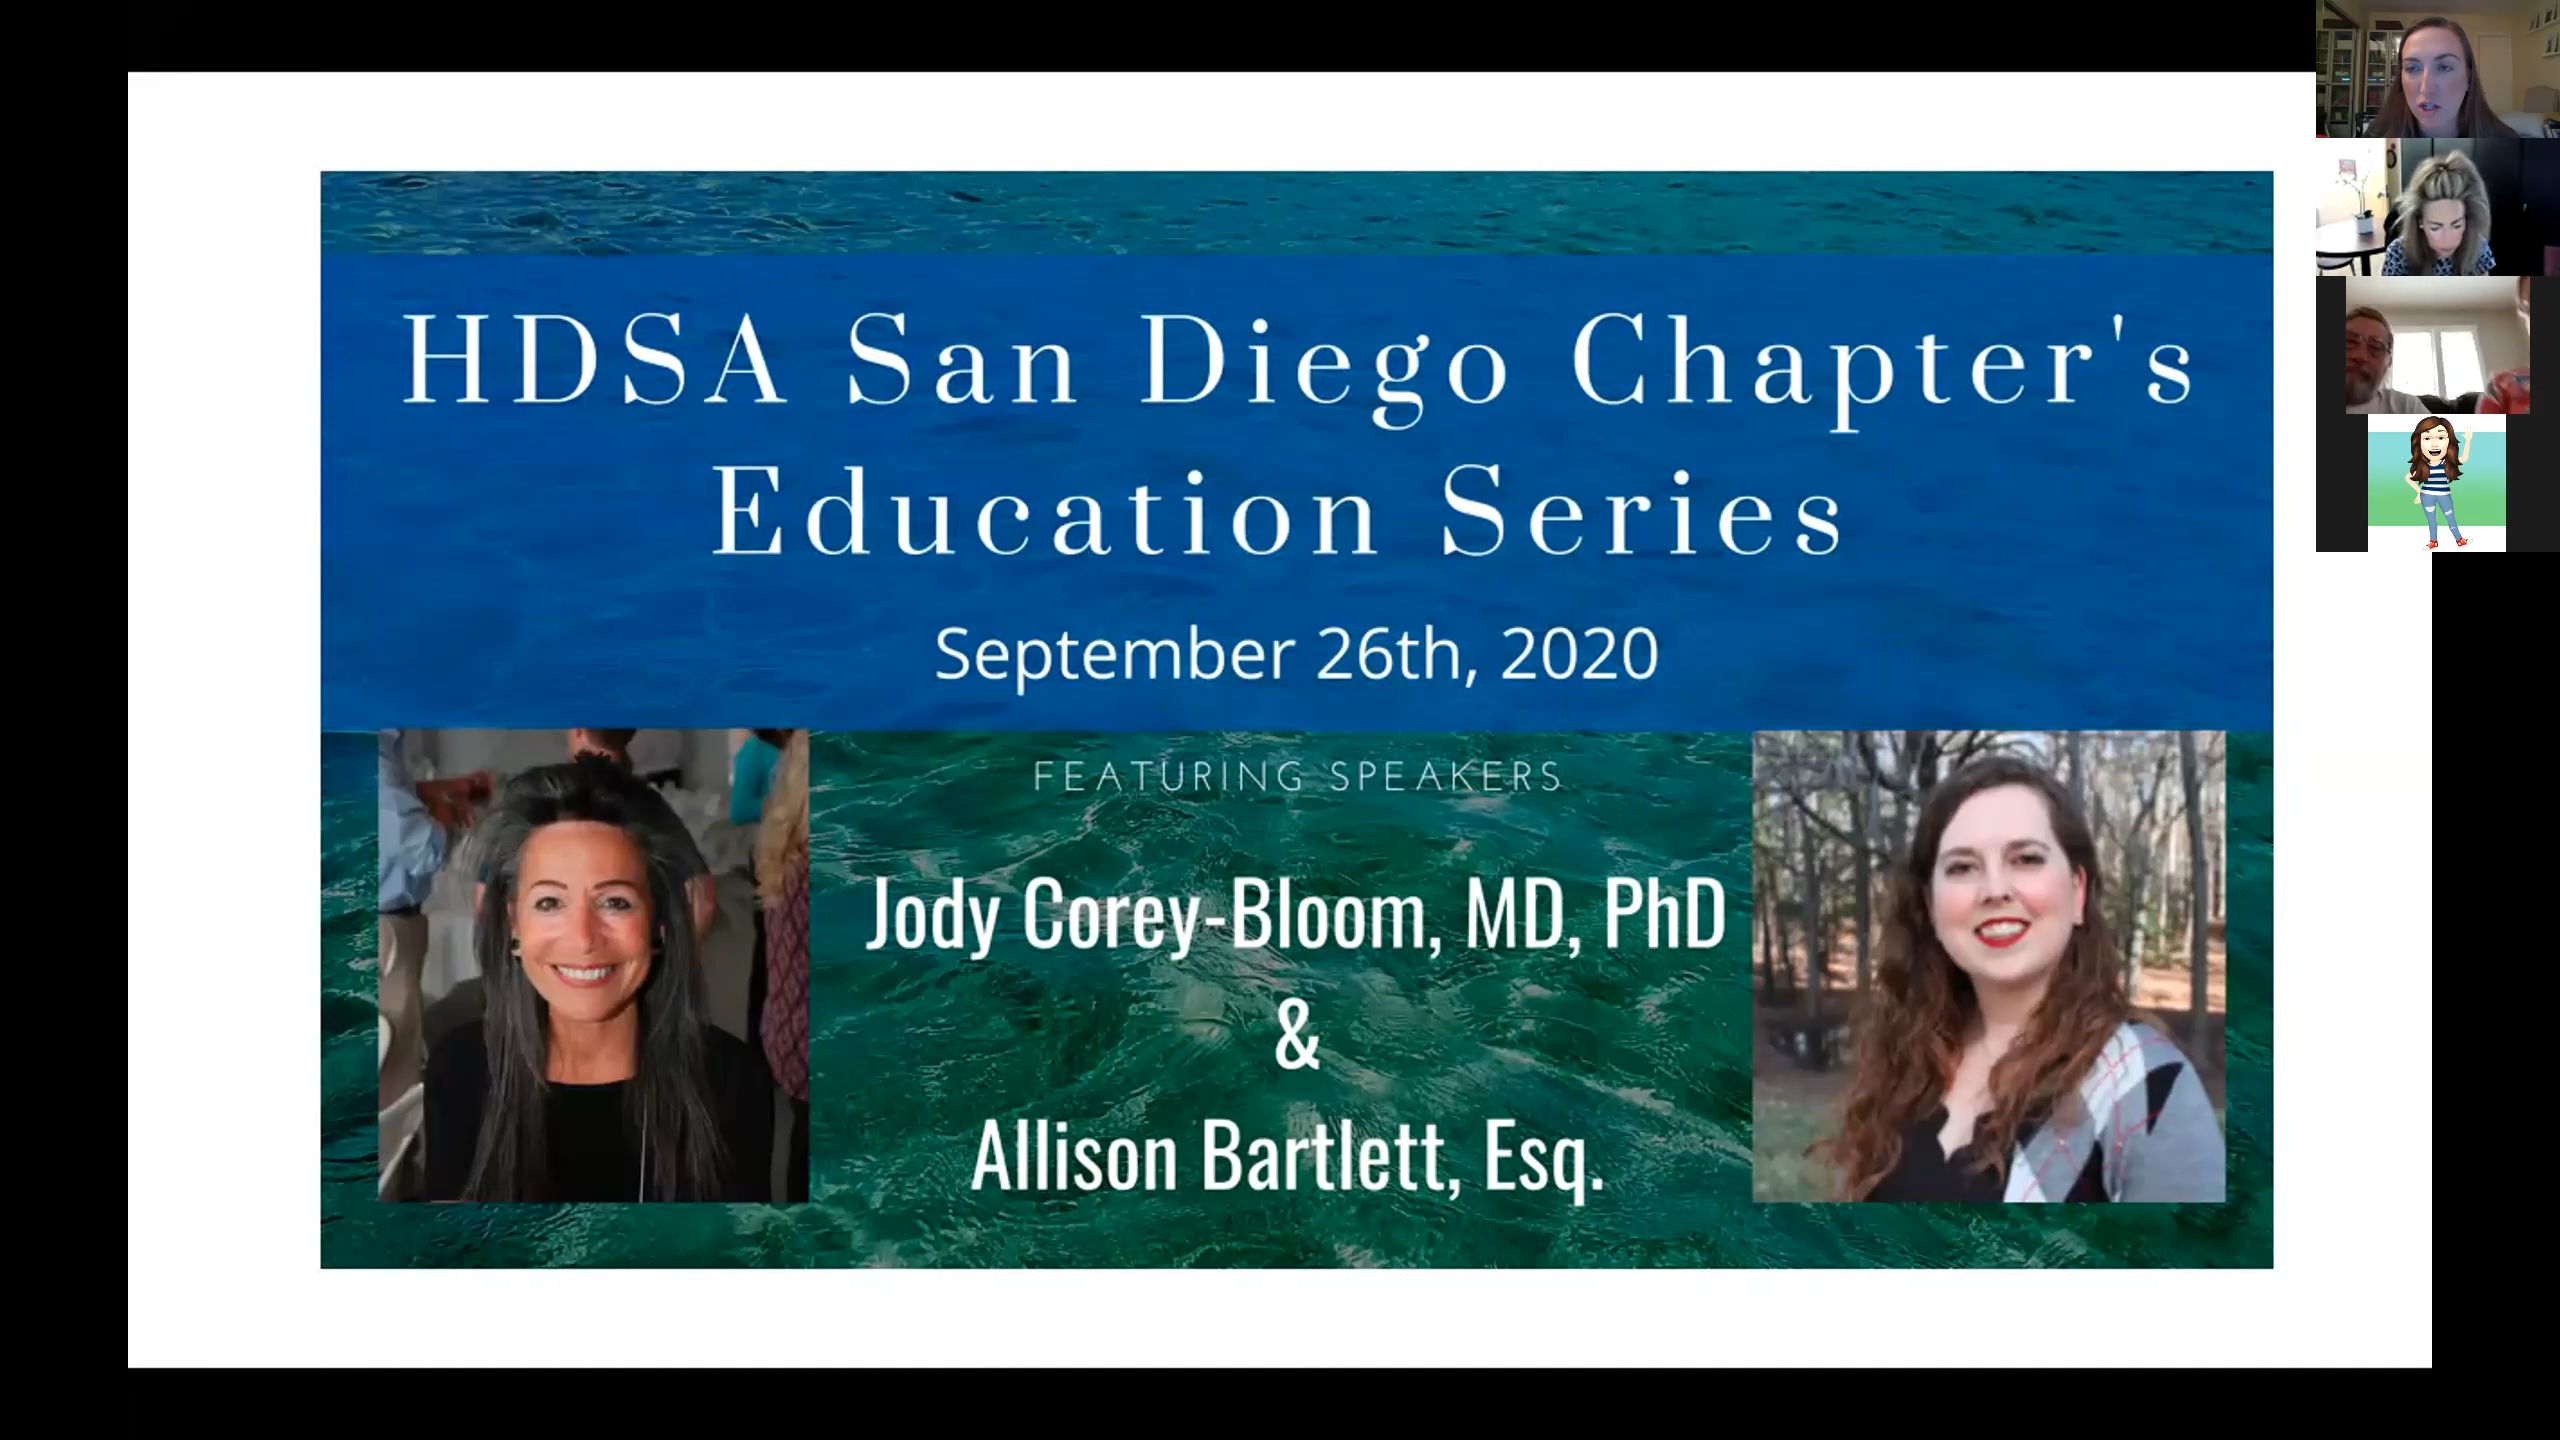 HDSA San Diego Chapter's
Education Series
September 26th, 2020
FEATURING SPEAKERS
Jody Corey-Bloom, MD, PhD
&
Allison Bartlett, Esq.